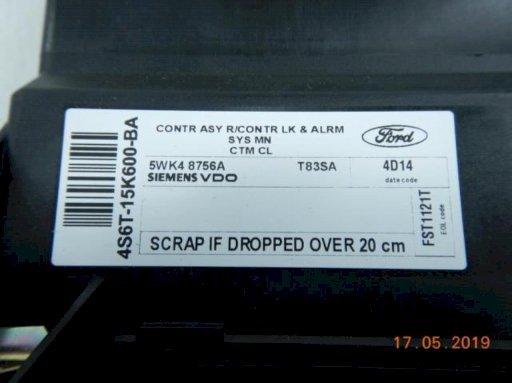 4S6T-15K600-BA
CONTR ASY R/CONTR LK & ALRM
SYS MN
CTM CL
Ford
5WK4 8756A T83SA
SIEMENS VDO
4D14
date code
FST1121T
EOL code
SCRAP IF DROPPED OVER 20 cm
17.05.2019